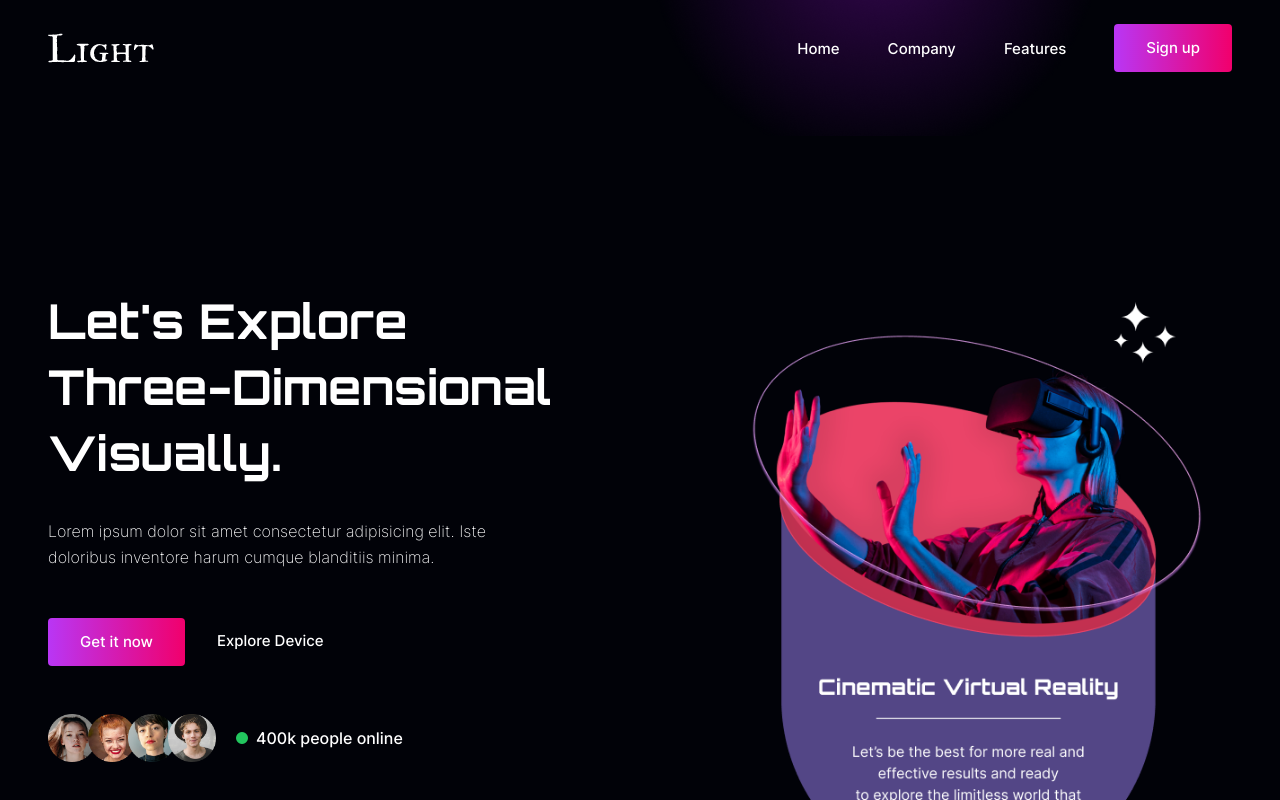 Light
Home
Company
Features
Sign up
Let's Explore
Three-Dimensional
Visually.
Lorem ipsum dolor sit amet consectetur adipisicing elit. Iste
doloribus inventore harum cumque blanditiis minima.
Get it now
Explore Device
400k people online
Cinematic Virtual Reality
Let's be the best for more real and
effective results and ready
to explore the limitless world that